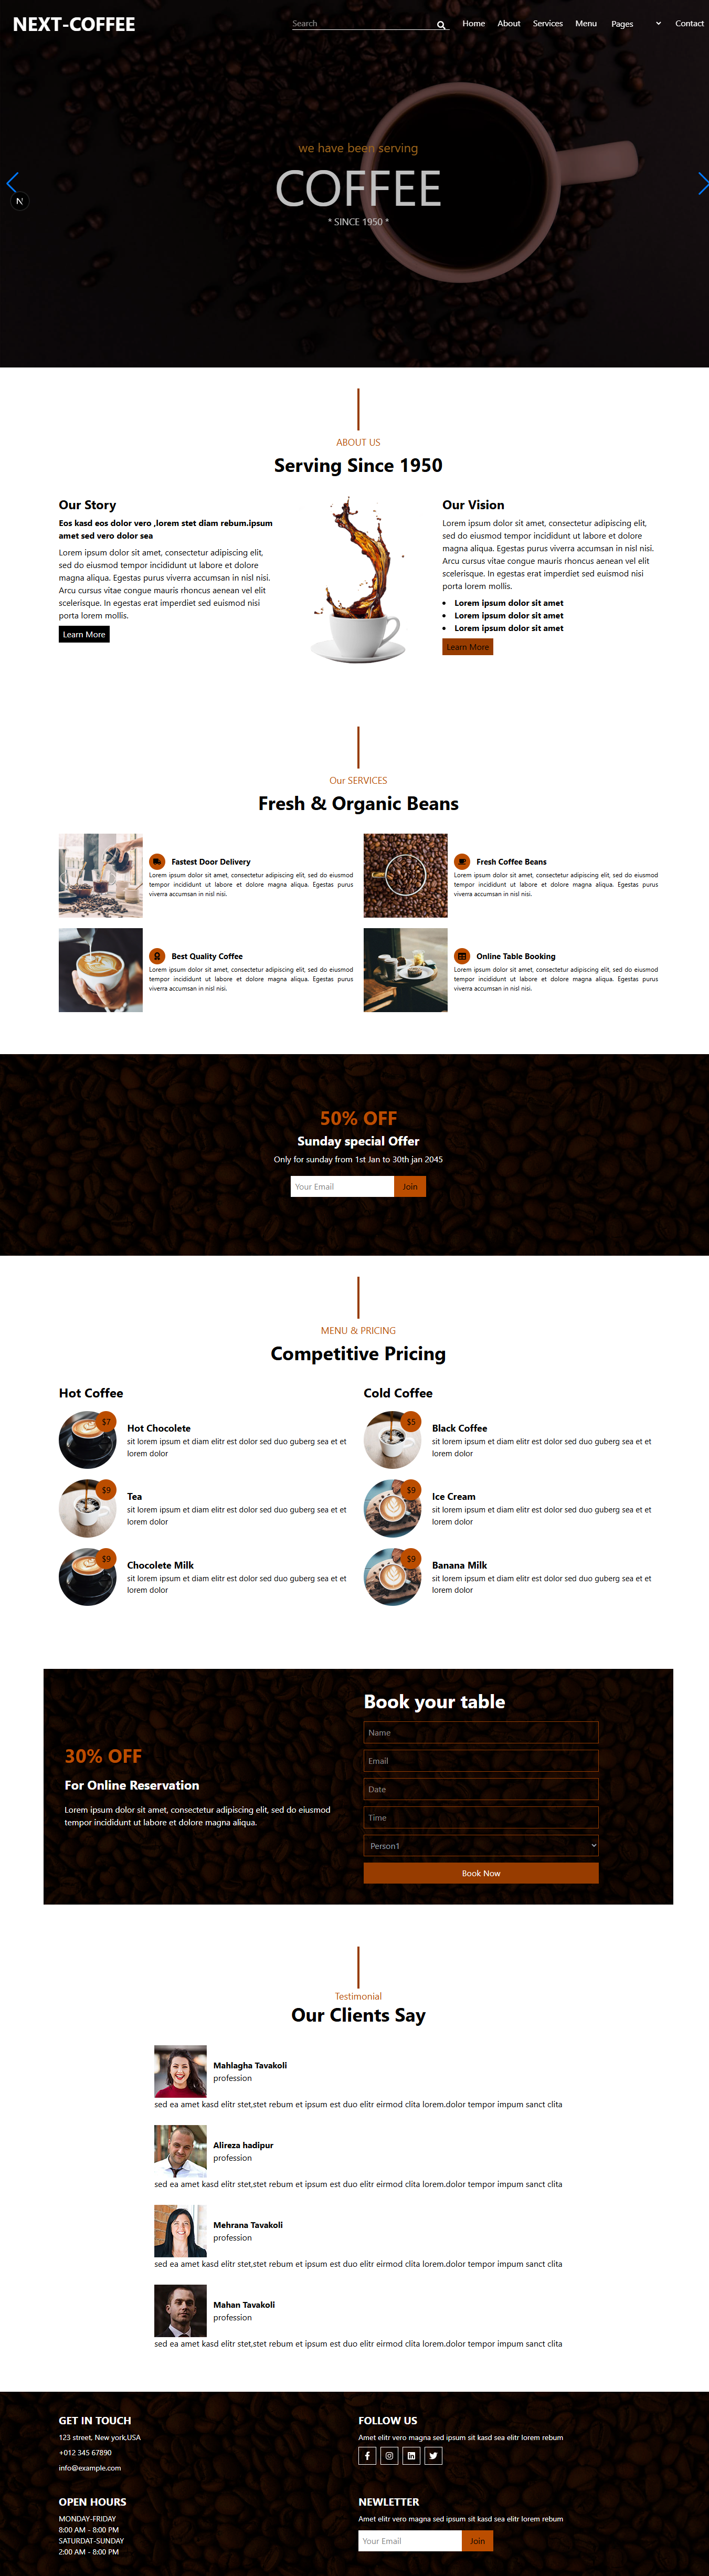 NEXT-COFFEE
Search
Home About Services Menu Pages Contact
we have been serving
COFFEE
* SINCE 1950 *
N
ABOUT US
Serving Since 1950
Our Story
Eos kasd eos dolor vero ,lorem stet diam rebum.ipsum
amet sed vero dolor sea
Lorem ipsum dolor sit amet, consectetur adipiscing elit,
sed do eiusmod tempor incididunt ut labore et dolore
magna aliqua. Egestas purus viverra accumsan in nisl nisi.
Arcu cursus vitae congue mauris rhoncus aenean vel elit
scelerisque. In egestas erat imperdiet sed euismod nisi
porta lorem mollis.
Learn More
Our Vision
Lorem ipsum dolor sit amet, consectetur adipiscing elit,
sed do eiusmod tempor incididunt ut labore et dolore
magna aliqua. Egestas purus viverra accumsan in nisl nisi.
Arcu cursus vitae congue mauris rhoncus aenean vel elit
scelerisque. In egestas erat imperdiet sed euismod nisi
porta lorem mollis.
• Lorem ipsum dolor sit amet
• Lorem ipsum dolor sit amet
• Lorem ipsum dolor sit amet
Learn More
Our SERVICES
Fresh & Organic Beans
Fastest Door Delivery
Lorem ipsum dolor sit amet, consectetur adipiscing elit, sed do eiusmod
tempor incididunt ut labore et dolore magna aliqua. Egestas purus
viverra accumsan in nisl nisi.
Fresh Coffee Beans
Lorem ipsum dolor sit amet, consectetur adipiscing elit, sed do eiusmod
tempor incididunt ut labore et dolore magna aliqua. Egestas purus
viverra accumsan in nisl nisi.
Best Quality Coffee
Lorem ipsum dolor sit amet, consectetur adipiscing elit, sed do eiusmod
tempor incididunt ut labore et dolore magna aliqua. Egestas purus
viverra accumsan in nisl nisi.
Online Table Booking
Lorem ipsum dolor sit amet, consectetur adipiscing elit, sed do eiusmod
tempor incididunt ut labore et dolore magna aliqua. Egestas purus
viverra accumsan in nisl nisi.
50% OFF
Sunday special Offer
Only for sunday from 1st Jan to 30th jan 2045
Your Email Join
MENU & PRICING
Competitive Pricing
Hot Coffee
$7
Hot Chocolete
sit lorem ipsum et diam elitr est dolor sed duo guberg sea et et
lorem dolor
$9
Tea
sit lorem ipsum et diam elitr est dolor sed duo guberg sea et et
lorem dolor
$9
Chocolete Milk
sit lorem ipsum et diam elitr est dolor sed duo guberg sea et et
lorem dolor
Cold Coffee
$5
Black Coffee
sit lorem ipsum et diam elitr est dolor sed duo guberg sea et et
lorem dolor
$9
Ice Cream
sit lorem ipsum et diam elitr est dolor sed duo guberg sea et et
lorem dolor
$9
Banana Milk
sit lorem ipsum et diam elitr est dolor sed duo guberg sea et et
lorem dolor
30% OFF
For Online Reservation
Lorem ipsum dolor sit amet, consectetur adipiscing elit, sed do eiusmod
tempor incididunt ut labore et dolore magna aliqua.
Book your table
Name
Email
Date
Time
Person1
Book Now
Testimonial
Our Clients Say
Mahlagha Tavakoli
profession
sed ea amet kasd elitr stet,stet rebum et ipsum est duo elitr eirmod clita lorem.dolor tempor impum sanct clita
Alireza hadipur
profession
sed ea amet kasd elitr stet,stet rebum et ipsum est duo elitr eirmod clita lorem.dolor tempor impum sanct clita
Mehrana Tavakoli
profession
sed ea amet kasd elitr stet,stet rebum et ipsum est duo elitr eirmod clita lorem.dolor tempor impum sanct clita
Mahan Tavakoli
profession
sed ea amet kasd elitr stet,stet rebum et ipsum est duo elitr eirmod clita lorem.dolor tempor impum sanct clita
GET IN TOUCH
123 street, New york,USA
+012 345 67890
info@example.com
FOLLOW US
Amet elitr vero magna sed ipsum sit kasd sea elitr lorem rebum
OPEN HOURS
MONDAY-FRIDAY
8:00 AM - 8:00 PM
SATURDAT-SUNDAY
2:00 AM - 8:00 PM
NEWLETTER
Amet elitr vero magna sed ipsum sit kasd sea elitr lorem rebum
Your Email Join